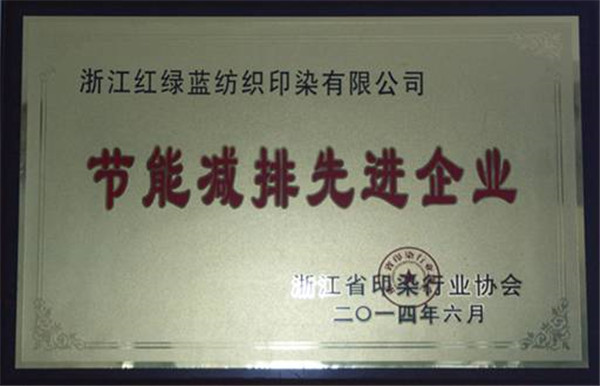 浙江红绿蓝纺织印染有限公司
节能减排先进企业
浙江省印染行业协会
二〇一四年六月